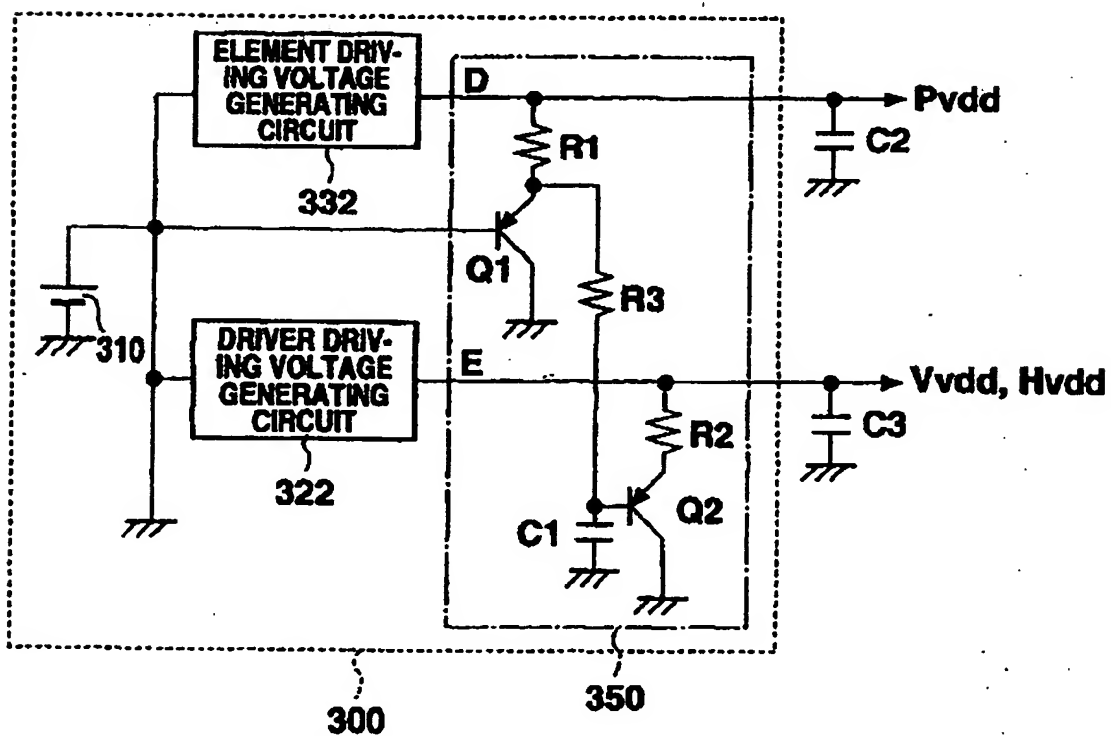 ELEMENT DRIV-
ING VOLTAGE
GENERATING
CIRCUIT
332
D
R1
Pvdd
C2
Q1
R3
310
DRIVER DRIV-
ING VOLTAGE
GENERATING
CIRCUIT
322
E
Vvdd, Hvdd
C3
R2
Q2
C1
350
300